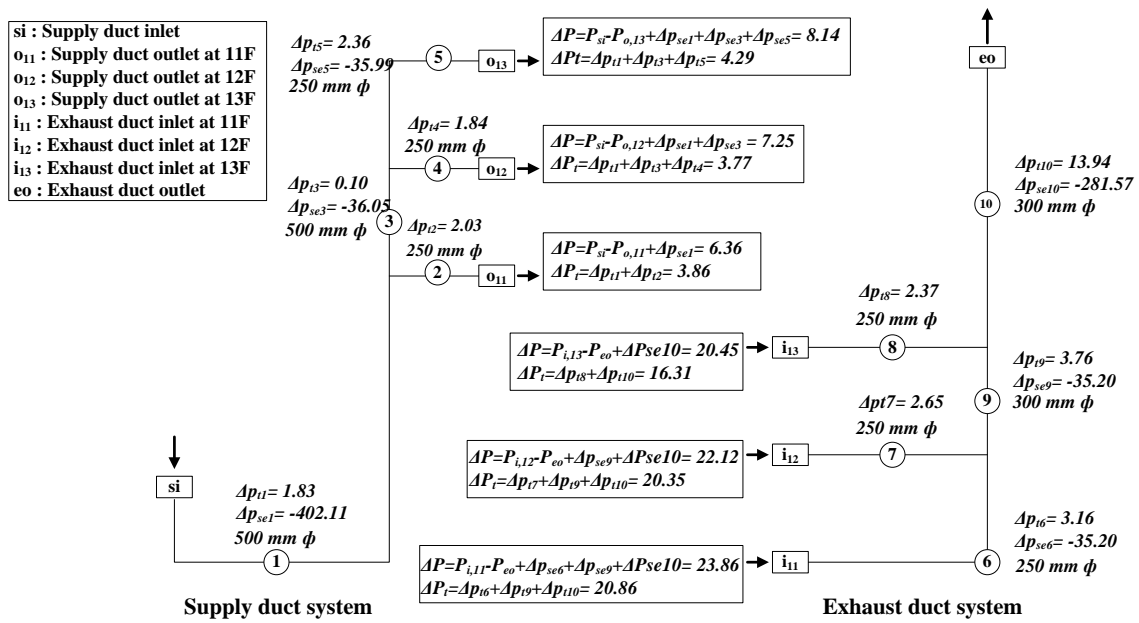 si : Supply duct inlet
o11 : Supply duct outlet at 11F
o12 : Supply duct outlet at 12F
o13 : Supply duct outlet at 13F
i11 : Exhaust duct inlet at 11F
i12 : Exhaust duct inlet at 12F
i13 : Exhaust duct inlet at 13F
eo : Exhaust duct outlet
Δpt5= 2.36
Δpse5= -35.99
250 mm ϕ
5
o13
ΔP=Psi-Po,13+Δpse1+Δpse3+Δpse5= 8.14
ΔPt=Δpt1+Δpt3+Δpt5= 4.29
Δpt4= 1.84
250 mm ϕ
4
o12
ΔP=Psi-Po,12+Δpse1+Δpse3 = 7.25
ΔPt=Δpt1+Δpt3+Δpt4= 3.77
Δpt3= 0.10
Δpse3= -36.05
500 mm ϕ
3
Δpt2= 2.03
250 mm ϕ
2
o11
ΔP=Psi-Po,11+Δpse1= 6.36
ΔPt=Δpt1+Δpt2= 3.86
si
Δpt1= 1.83
Δpse1= -402.11
500 mm ϕ
1
Supply duct system
eo
Δpt10= 13.94
Δpse10= -281.57
300 mm ϕ
10
Δpt8= 2.37
250 mm ϕ
8
i13
ΔP=Pi,13-Peo+ΔPse10= 20.45
ΔPt=Δpt8+Δpt10= 16.31
Δpt9= 3.76
Δpse9= -35.20
300 mm ϕ
9
Δpt7= 2.65
250 mm ϕ
7
i12
ΔP=Pi,12-Peo+Δpse9+ΔPse10= 22.12
ΔPt=Δpt7+Δpt9+Δpt10= 20.35
Δpt6= 3.16
Δpse6= -35.20
250 mm ϕ
6
i11
ΔP=Pi,11-Peo+Δpse6+Δpse9+ΔPse10= 23.86
ΔPt=Δpt6+Δpt9+Δpt10= 20.86
Exhaust duct system